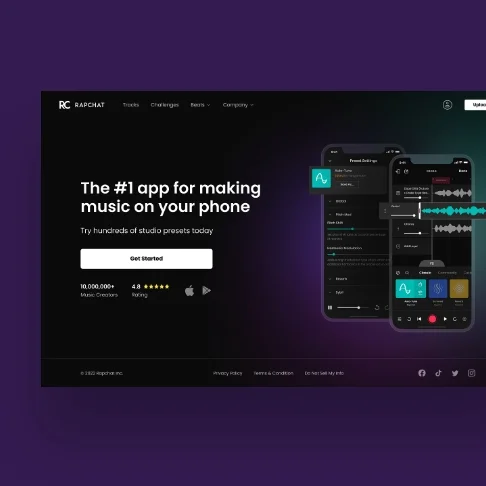 RC RAPCHAT
Tracks
Challenges
Beats
Company
The #1 app for making
music on your phone
Try hundreds of studio presets today
Get Started
10,000,000+
Music Creators
4.8
Rating
Preset Settings
© 2022 Rapchat Inc.
Privacy Policy
Terms & Condition
Do Not Sell My Info